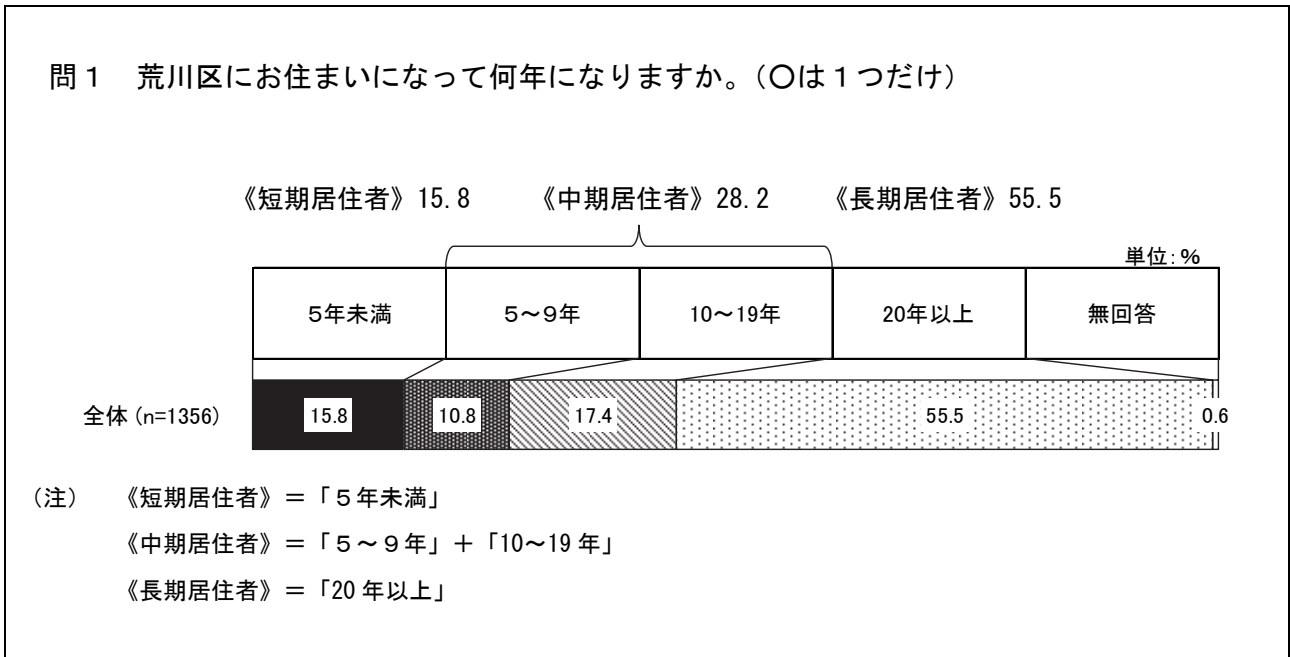 問１　荒川区にお住まいになって何年になりますか。（〇は１つだけ）
《短期居住者》15.8　《中期居住者》28.2　《長期居住者》55.5
単位：％
５年未満　５～９年　10～19年　20年以上　無回答
全体（n=1356）　15.8　10.8　17.4　55.5　0.6
（注）　《短期居住者》＝「５年未満」
《中期居住者》＝「５～９年」＋「10～19年」
《長期居住者》＝「20年以上」